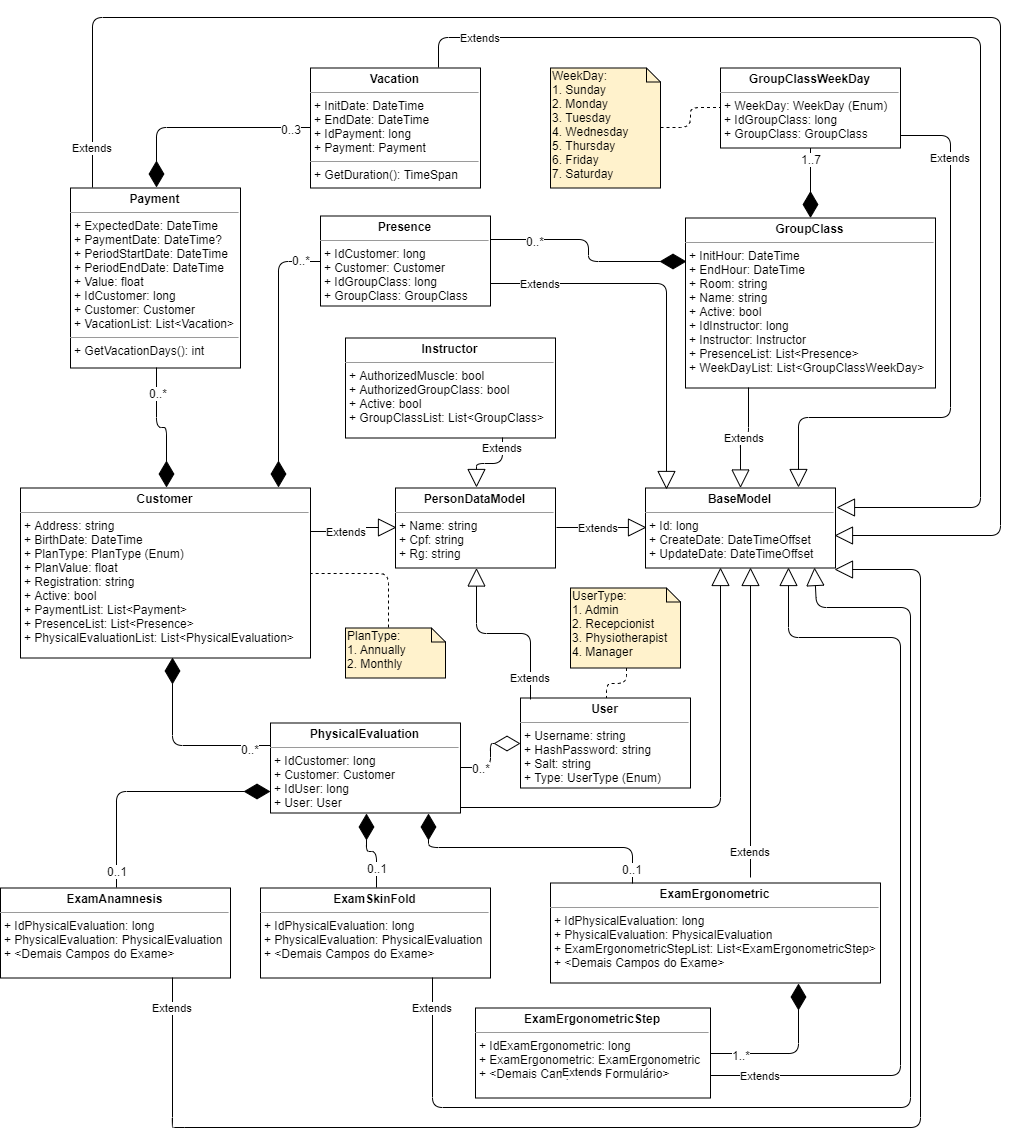 Extends
Vacation
+ InitDate: DateTime
+ EndDate: DateTime
+ IdPayment: long
+ Payment: Payment
+ GetDuration(): TimeSpan
0..3
WeekDay:
1. Sunday
2. Monday
3. Tuesday
4. Wednesday
5. Thursday
6. Friday
7. Saturday
GroupClassWeekDay
+ WeekDay: WeekDay (Enum)
+ IdGroupClass: long
+ GroupClass: GroupClass
Extends
Extends
1..7
Payment
+ ExpectedDate: DateTime
+ PaymentDate: DateTime?
+ PeriodStartDate: DateTime
+ PeriodEndDate: DateTime
+ Value: float
+ IdCustomer: long
+ Customer: Customer
+ VacationList: List<Vacation>
+ GetVacationDays(): int
Presence
+ IdCustomer: long
+ Customer: Customer
+ IdGroupClass: long
+ GroupClass: GroupClass
0..*
0..*
Extends
GroupClass
+ InitHour: DateTime
+ EndHour: DateTime
+ Room: string
+ Name: string
+ Active: bool
+ IdInstructor: long
+ Instructor: Instructor
+ PresenceList: List<Presence>
+ WeekDayList: List<GroupClassWeekDay>
Instructor
+ AuthorizedMuscle: bool
+ AuthorizedGroupClass: bool
+ Active: bool
+ GroupClassList: List<GroupClass>
0..*
Extends
Extends
Customer
+ Address: string
+ BirthDate: DateTime
+ PlanType: PlanType (Enum)
+ PlanValue: float
+ Registration: string
+ Active: bool
+ PaymentList: List<Payment>
+ PresenceList: List<Presence>
+ PhysicalEvaluationList: List<PhysicalEvaluation>
Extends
PersonDataModel
+ Name: string
+ Cpf: string
+ Rg: string
Extends
BaseModel
+ Id: long
+ CreateDate: DateTimeOffset
+ UpdateDate: DateTimeOffset
PlanType:
1. Annually
2. Monthly
UserType:
1. Admin
2. Recepcionist
3. Physiotherapist
4. Manager
Extends
User
+ Username: string
+ HashPassword: string
+ Salt: string
+ Type: UserType (Enum)
0..*
PhysicalEvaluation
+ IdCustomer: long
+ Customer: Customer
+ IdUser: long
+ User: User
0..*
Extends
0..1
0..1
0..1
ExamAnamnesis
+ IdPhysicalEvaluation: long
+ PhysicalEvaluation: PhysicalEvaluation
+ <Demais Campos do Exame>
ExamSkinFold
+ IdPhysicalEvaluation: long
+ PhysicalEvaluation: PhysicalEvaluation
+ <Demais Campos do Exame>
ExamErgonometric
+ IdPhysicalEvaluation: long
+ PhysicalEvaluation: PhysicalEvaluation
+ ExamErgonometricStepList: List<ExamErgonometricStep>
+ <Demais Campos do Exame>
Extends
Extends
ExamErgonometricStep
+ IdExamErgonometric: long
+ ExamErgonometric: ExamErgonometric
+ <Demais Formulário>
Extends
1..*
Extends